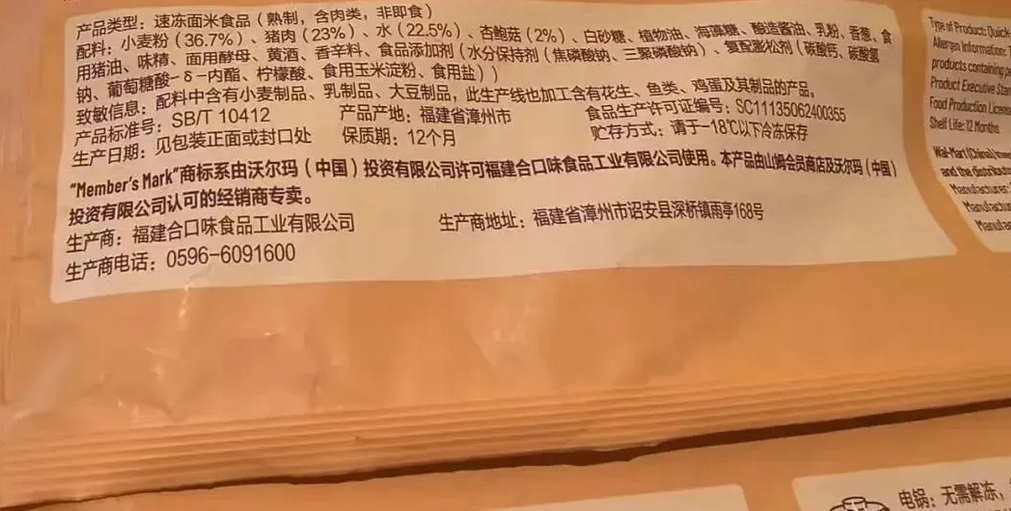 产品类型：速冻面米食品（熟制，含肉类，非即食）
配料：小麦粉（36.7%）、猪肉（23%）、水（22.5%）、杏鲍菇（2%）、白砂糖、植物油、海藻糖、酿造酱油、乳粉、香葱、食
用猪油、味精、面用酵母、黄酒、香辛料、食品添加剂（水分保持剂（焦磷酸钠、三聚磷酸钠）、复配膨松剂（碳酸钙、碳酸氢
钠、葡萄糖酸-δ-内酯、柠檬酸、食用玉米淀粉、食用盐））
致敏信息：配料中含有小麦制品、乳制品、大豆制品，此生产线也加工含有花生、鱼类、鸡蛋及其制品的产品。
产品标准号：SB/T 10412 产品产地：福建省漳州市 食品生产许可证编号：SC11135062400355
生产日期：见包装正面或封口处 保质期：12个月 贮存方式：请于-18℃以下冷冻保存
"Member's Mark"商标系由沃尔玛（中国）投资有限公司许可福建合口味食品工业有限公司使用。本产品由山姆会员商店及沃尔玛（中国）
投资有限公司认可的经销商专卖。
生产商：福建合口味食品工业有限公司 生产商地址：福建省漳州市诏安县深桥镇雨亭168号
生产商电话：0596-6091600
Type of Product: Quick-
Allergen Information:
products containing pe
Product Executive Stan
Food Production License
Shelf Life: 12 Months
Wal-Mart (China) Inves
and the distributo
Manufacturer:
Manufactur
Manufa
电锅：无需解冻，